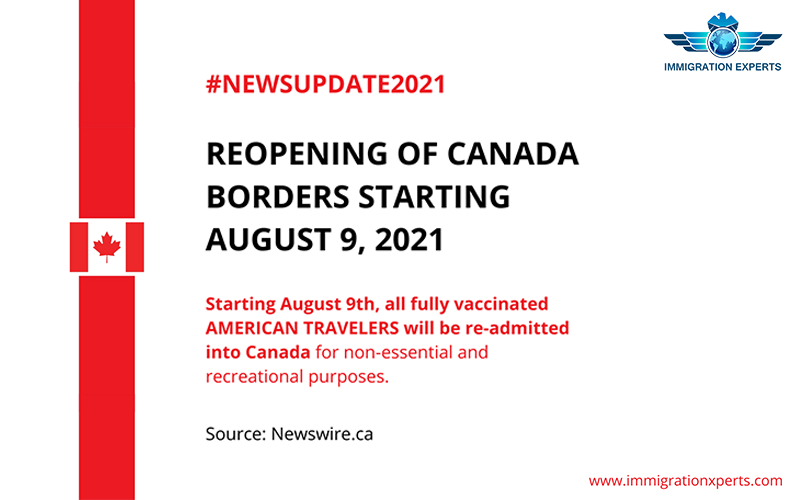 IMMIGRATION EXPERTS
#NEWSUPDATE2021
REOPENING OF CANADA
BORDERS STARTING
AUGUST 9, 2021
Starting August 9th, all fully vaccinated
AMERICAN TRAVELERS will be re-admitted
into Canada for non-essential and
recreational purposes.
Source: Newswire.ca
www.immigrationxperts.com